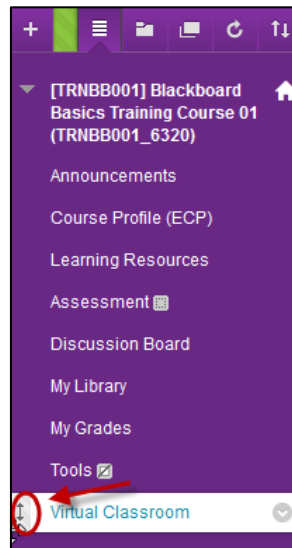 [TRNBB001] Blackboard
Basics Training Course 01
(TRNBB001_6320)
Announcements
Course Profile (ECP)
Learning Resources
Assessment
Discussion Board
My Library
My Grades
Tools
Virtual Classroom